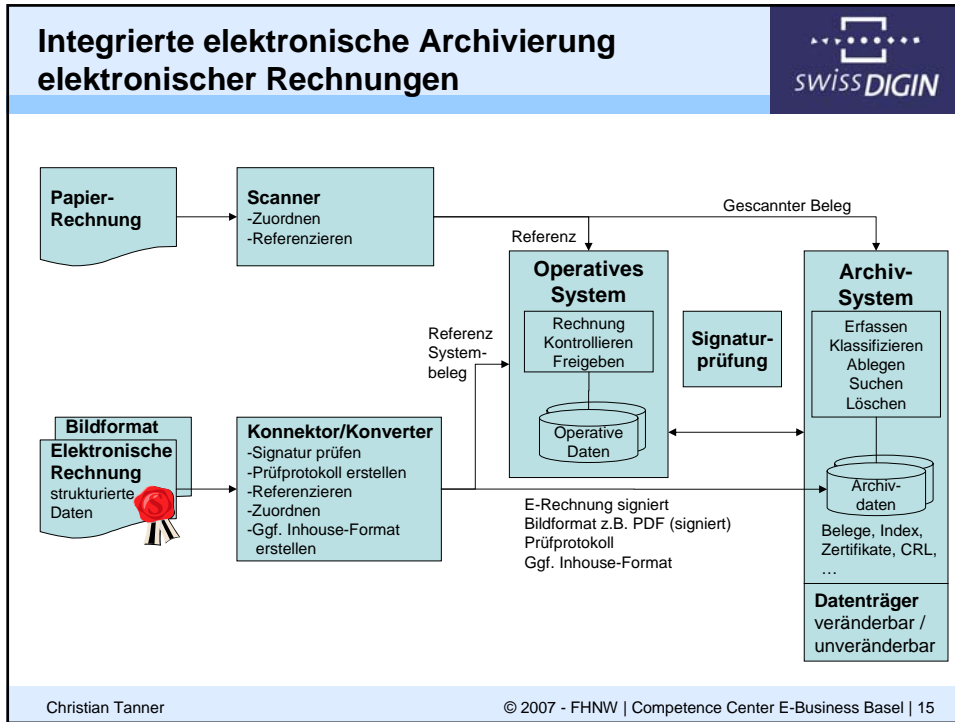 Integrierte elektronische Archivierung
elektronischer Rechnungen
swissDIGIN
Papier-
Rechnung
Scanner
-Zuordnen
-Referenzieren
Gescannter Beleg
Referenz
Operatives
System
Rechnung
Kontrollieren
Freigeben
Operative
Daten
Signatur-
prüfung
Archiv-
System
Erfassen
Klassifizieren
Ablegen
Suchen
Löschen
Archiv-
daten
Belege, Index,
Zertifikate, CRL,
…
Datenträger
veränderbar /
unveränderbar
Referenz
System-
beleg
Bildformat
Elektronische
Rechnung
strukturierte
Daten
S
Konnektor/Konverter
-Signatur prüfen
-Prüfprotokoll erstellen
-Referenzieren
-Zuordnen
-Ggf. Inhouse-Format
erstellen
E-Rechnung signiert
Bildformat z.B. PDF (signiert)
Prüfprotokoll
Ggf. Inhouse-Format
Christian Tanner
© 2007 - FHNW | Competence Center E-Business Basel | 15